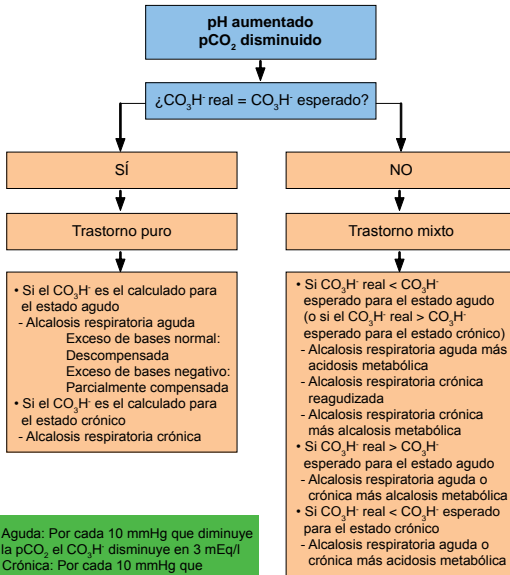 pH aumentado
pCO₂ disminuido
¿CO₃H⁻ real = CO₃H⁻ esperado?
SÍ
NO
Trastorno puro
Trastorno mixto
• Si el CO₃H⁻ es el calculado para
el estado agudo
- Alcalosis respiratoria aguda
Exceso de bases normal:
Descompensada
Exceso de bases negativo:
Parcialmente compensada
• Si el CO₃H⁻ es el calculado para
el estado crónico
- Alcalosis respiratoria crónica
• Si CO₃H⁻ real < CO₃H⁻
esperado para el estado agudo
(o si el CO₃H⁻ real > CO₃H⁻
esperado para el estado crónico)
- Alcalosis respiratoria aguda más
acidosis metabólica
- Alcalosis respiratoria crónica
reagudizada
- Alcalosis respiratoria crónica
más alcalosis metabólica
• Si CO₃H⁻ real > CO₃H⁻
esperado para el estado agudo
- Alcalosis respiratoria aguda o
crónica más alcalosis metabólica
• Si CO₃H⁻ real < CO₃H⁻ esperado
para el estado crónico
- Alcalosis respiratoria aguda o
crónica más acidosis metabólica
Aguda: Por cada 10 mmHg que diminuye
la pCO₂ el CO₃H⁻ disminuye en 3 mEq/l
Crónica: Por cada 10 mmHg que